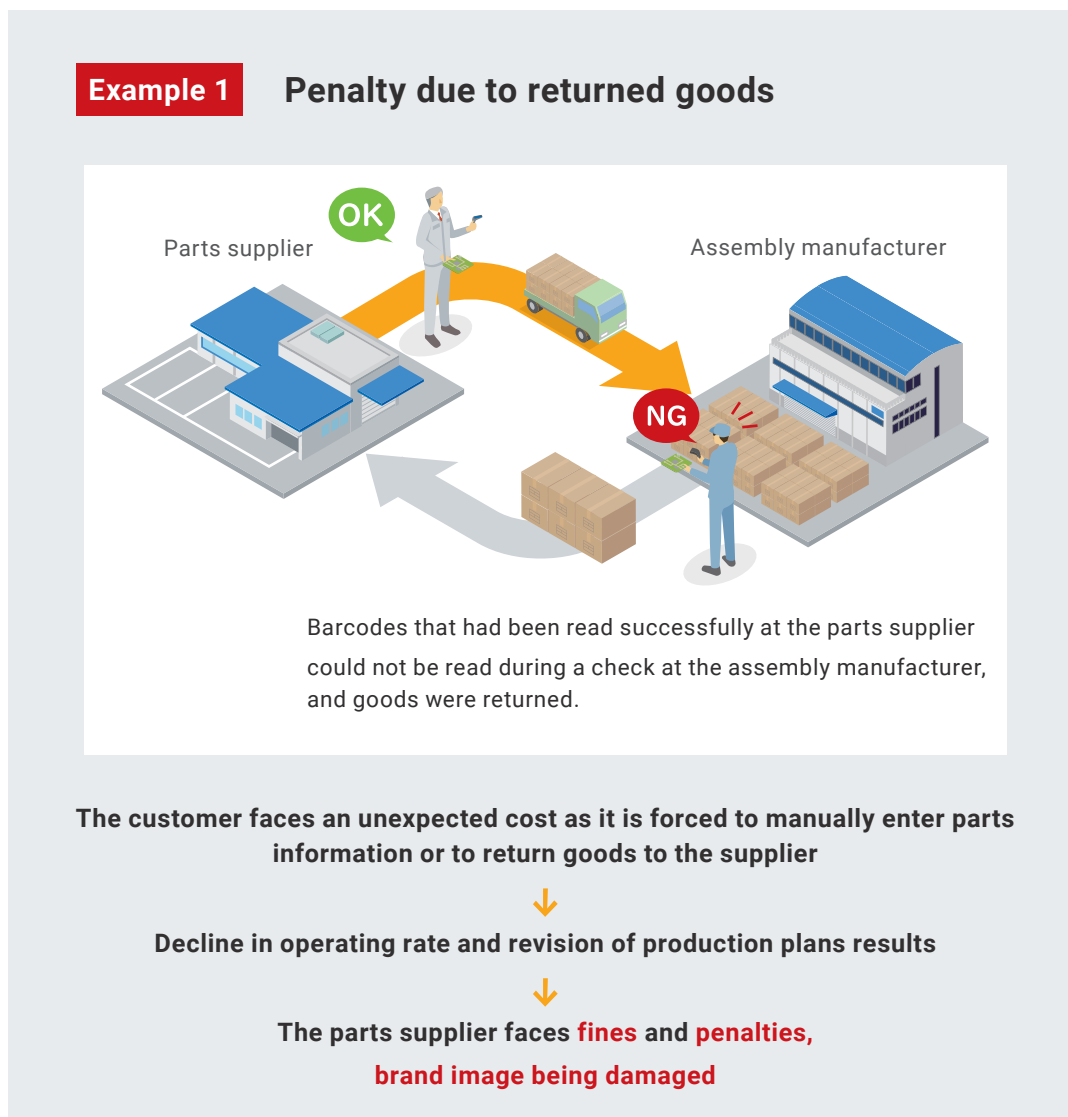 Example 1
Penalty due to returned goods
OK
Parts supplier
Assembly manufacturer
NG
Barcodes that had been read successfully at the parts supplier
could not be read during a check at the assembly manufacturer,
and goods were returned.
The customer faces an unexpected cost as it is forced to manually enter parts
information or to return goods to the supplier
↓
Decline in operating rate and revision of production plans results
↓
The parts supplier faces fines and penalties,
brand image being damaged